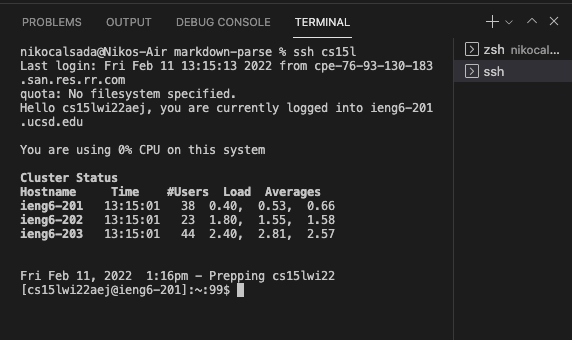 PROBLEMS OUTPUT DEBUG CONSOLE TERMINAL
zsh nikocal...
ssh
nikocalsada@Nikos-Air markdown-parse % ssh cs15l
Last login: Fri Feb 11 13:15:13 2022 from cpe-76-93-130-183
.san.res.rr.com
quota: No filesystem specified.
Hello cs15lwi22aej, you are currently logged into ieng6-201
.ucsd.edu
You are using 0% CPU on this system
Cluster Status
Hostname Time #Users Load Averages
ieng6-201 13:15:01 38 0.40, 0.53, 0.66
ieng6-202 13:15:01 23 1.80, 1.55, 1.58
ieng6-203 13:15:01 44 2.40, 2.81, 2.57
Fri Feb 11, 2022 1:16pm - Prepping cs15lwi22
[cs15lwi22aej@ieng6-201]:~:99$